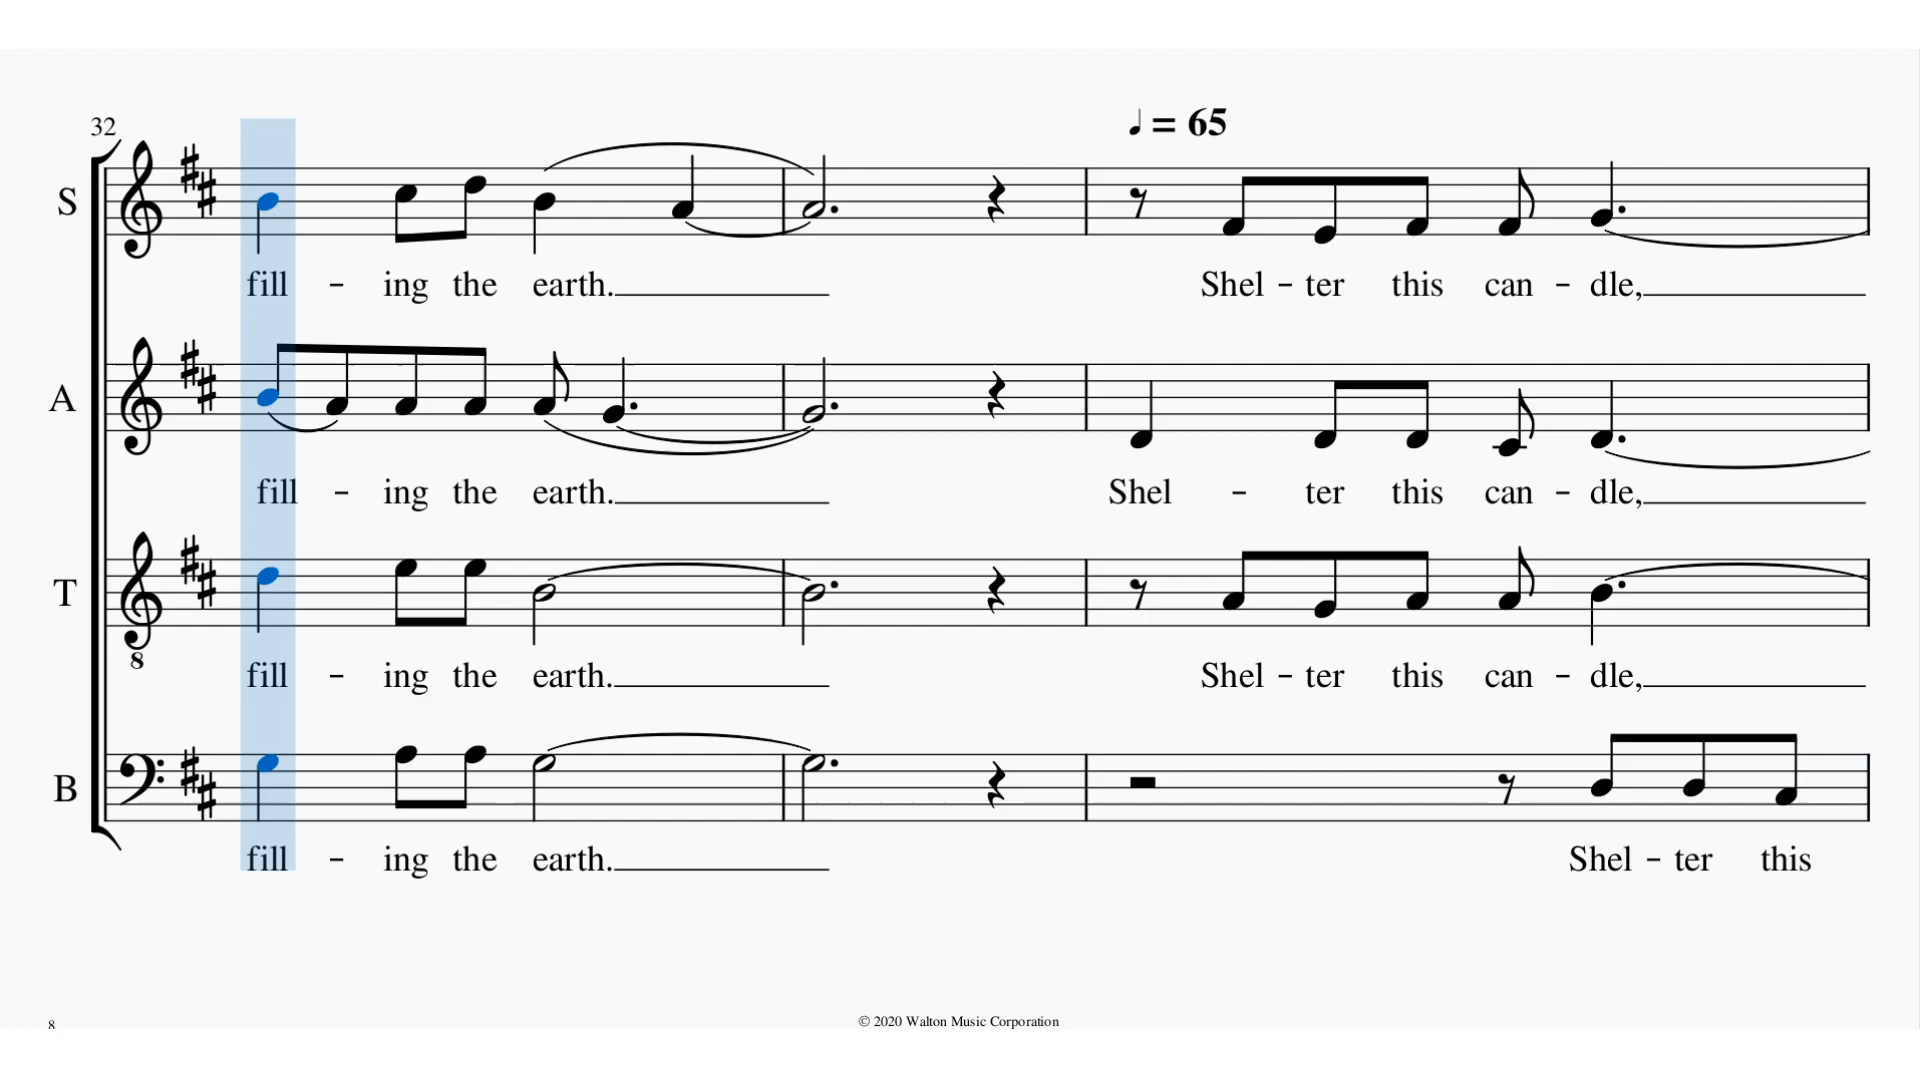 32
♩ = 65
S
fill - ing the earth. Shel - ter this can - dle,
A
fill - ing the earth. Shel - ter this can - dle,
T
8
fill - ing the earth. Shel - ter this can - dle,
B
fill - ing the earth. Shel - ter this
8
© 2020 Walton Music Corporation